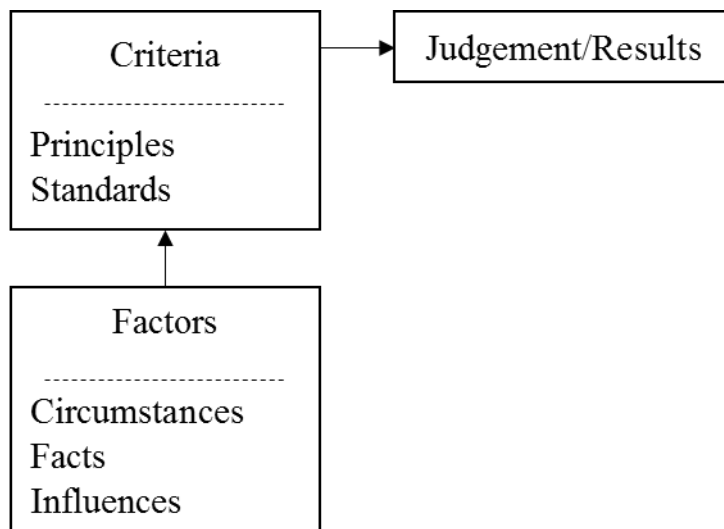 Criteria
Principles
Standards
Judgement/Results
Factors
Circumstances
Facts
Influences